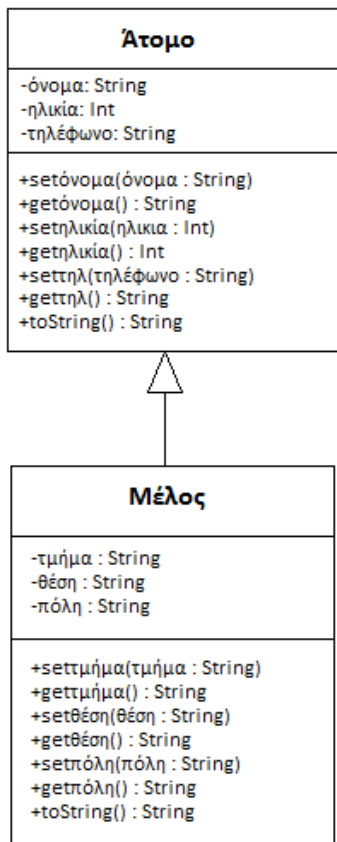 Άτομο
-όνομα: String
-ηλικία: Int
-τηλέφωνο: String
+setόνομα(όνομα : String)
+getόνομα() : String
+setηλικία(ηλικια : Int)
+getηλικία() : Int
+setτηλ(τηλέφωνο : String)
+getτηλ() : String
+toString() : String
Μέλος
-τμήμα : String
-θέση : String
-πόλη : String
+setτμήμα(τμήμα : String)
+getτμήμα() : String
+setθέση(θέση : String)
+getθέση() : String
+setπόλη(πόλη : String)
+getπόλη() : String
+toString() : String